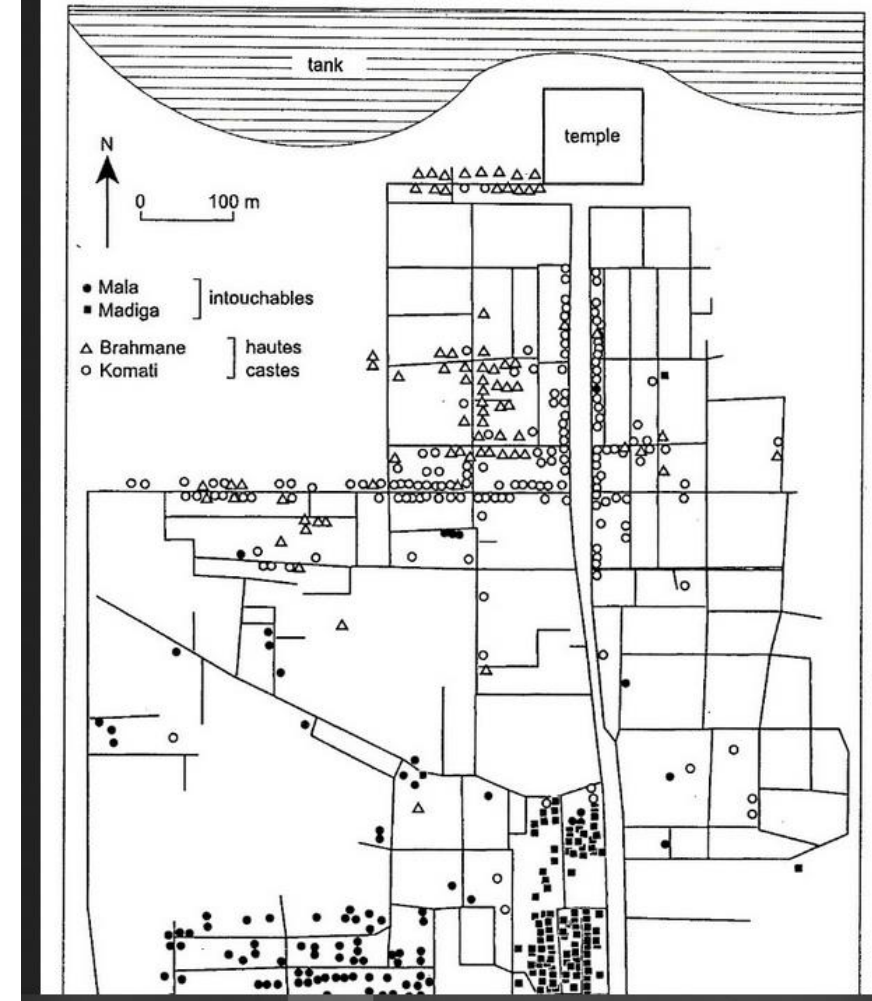 tank
temple
N
0 100 m
Mala
Madiga
intouchables
Brahmane
Komati
hautes
castes